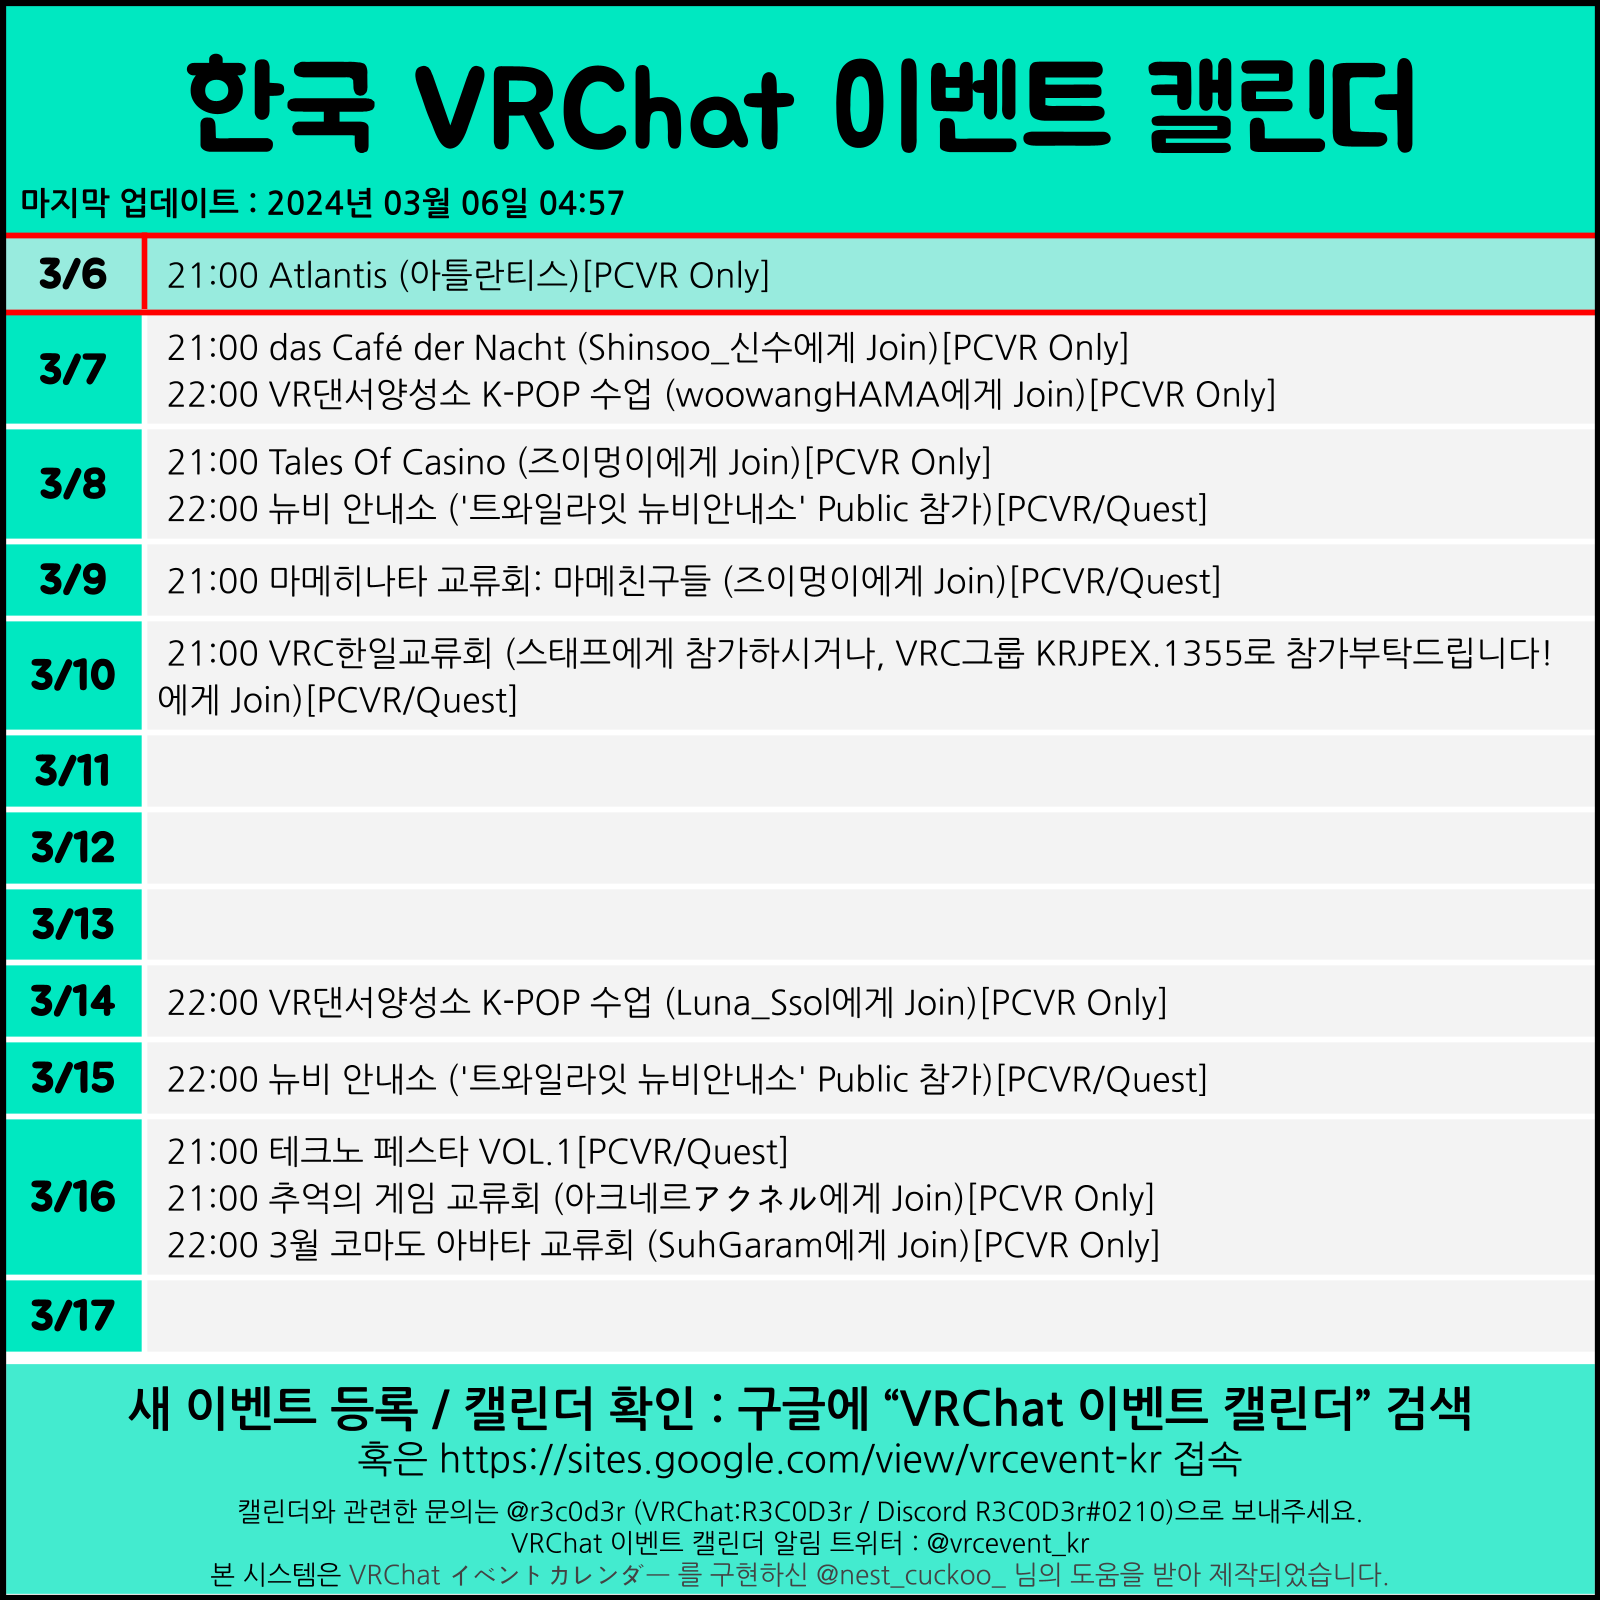 한국 VRChat 이벤트 캘린더
마지막 업데이트 : 2024년 03월 06일 04:57
3/6
21:00 Atlantis (아틀란티스)[PCVR Only]
3/7
21:00 das Café der Nacht (Shinsoo_신수에게 Join)[PCVR Only]
22:00 VR댄서양성소 K-POP 수업 (woowangHAMA에게 Join)[PCVR Only]
3/8
21:00 Tales Of Casino (즈이멍이에게 Join)[PCVR Only]
22:00 뉴비 안내소 ('트와일라잇 뉴비안내소' Public 참가)[PCVR/Quest]
3/9
21:00 마메히나타 교류회: 마메친구들 (즈이멍이에게 Join)[PCVR/Quest]
3/10
21:00 VRC한일교류회 (스태프에게 참가하시거나, VRC그룹 KRJPEX.1355로 참가부탁드립니다!
에게 Join)[PCVR/Quest]
3/11
3/12
3/13
3/14
22:00 VR댄서양성소 K-POP 수업 (Luna_Ssol에게 Join)[PCVR Only]
3/15
22:00 뉴비 안내소 ('트와일라잇 뉴비안내소' Public 참가)[PCVR/Quest]
3/16
21:00 테크노 페스타 VOL.1[PCVR/Quest]
21:00 추억의 게임 교류회 (아크네르アクネル에게 Join)[PCVR Only]
22:00 3월 코마도 아바타 교류회 (SuhGaram에게 Join)[PCVR Only]
3/17
새 이벤트 등록 / 캘린더 확인 : 구글에 “VRChat 이벤트 캘린더” 검색
혹은 https://sites.google.com/view/vrcevent-kr 접속
캘린더와 관련한 문의는 @r3c0d3r (VRChat:R3C0D3r / Discord R3C0D3r#0210)으로 보내주세요.
VRChat 이벤트 캘린더 알림 트위터 : @vrcevent_kr
본 시스템은 VRChat イベントカレンダー 를 구현하신 @nest_cuckoo_ 님의 도움을 받아 제작되었습니다.